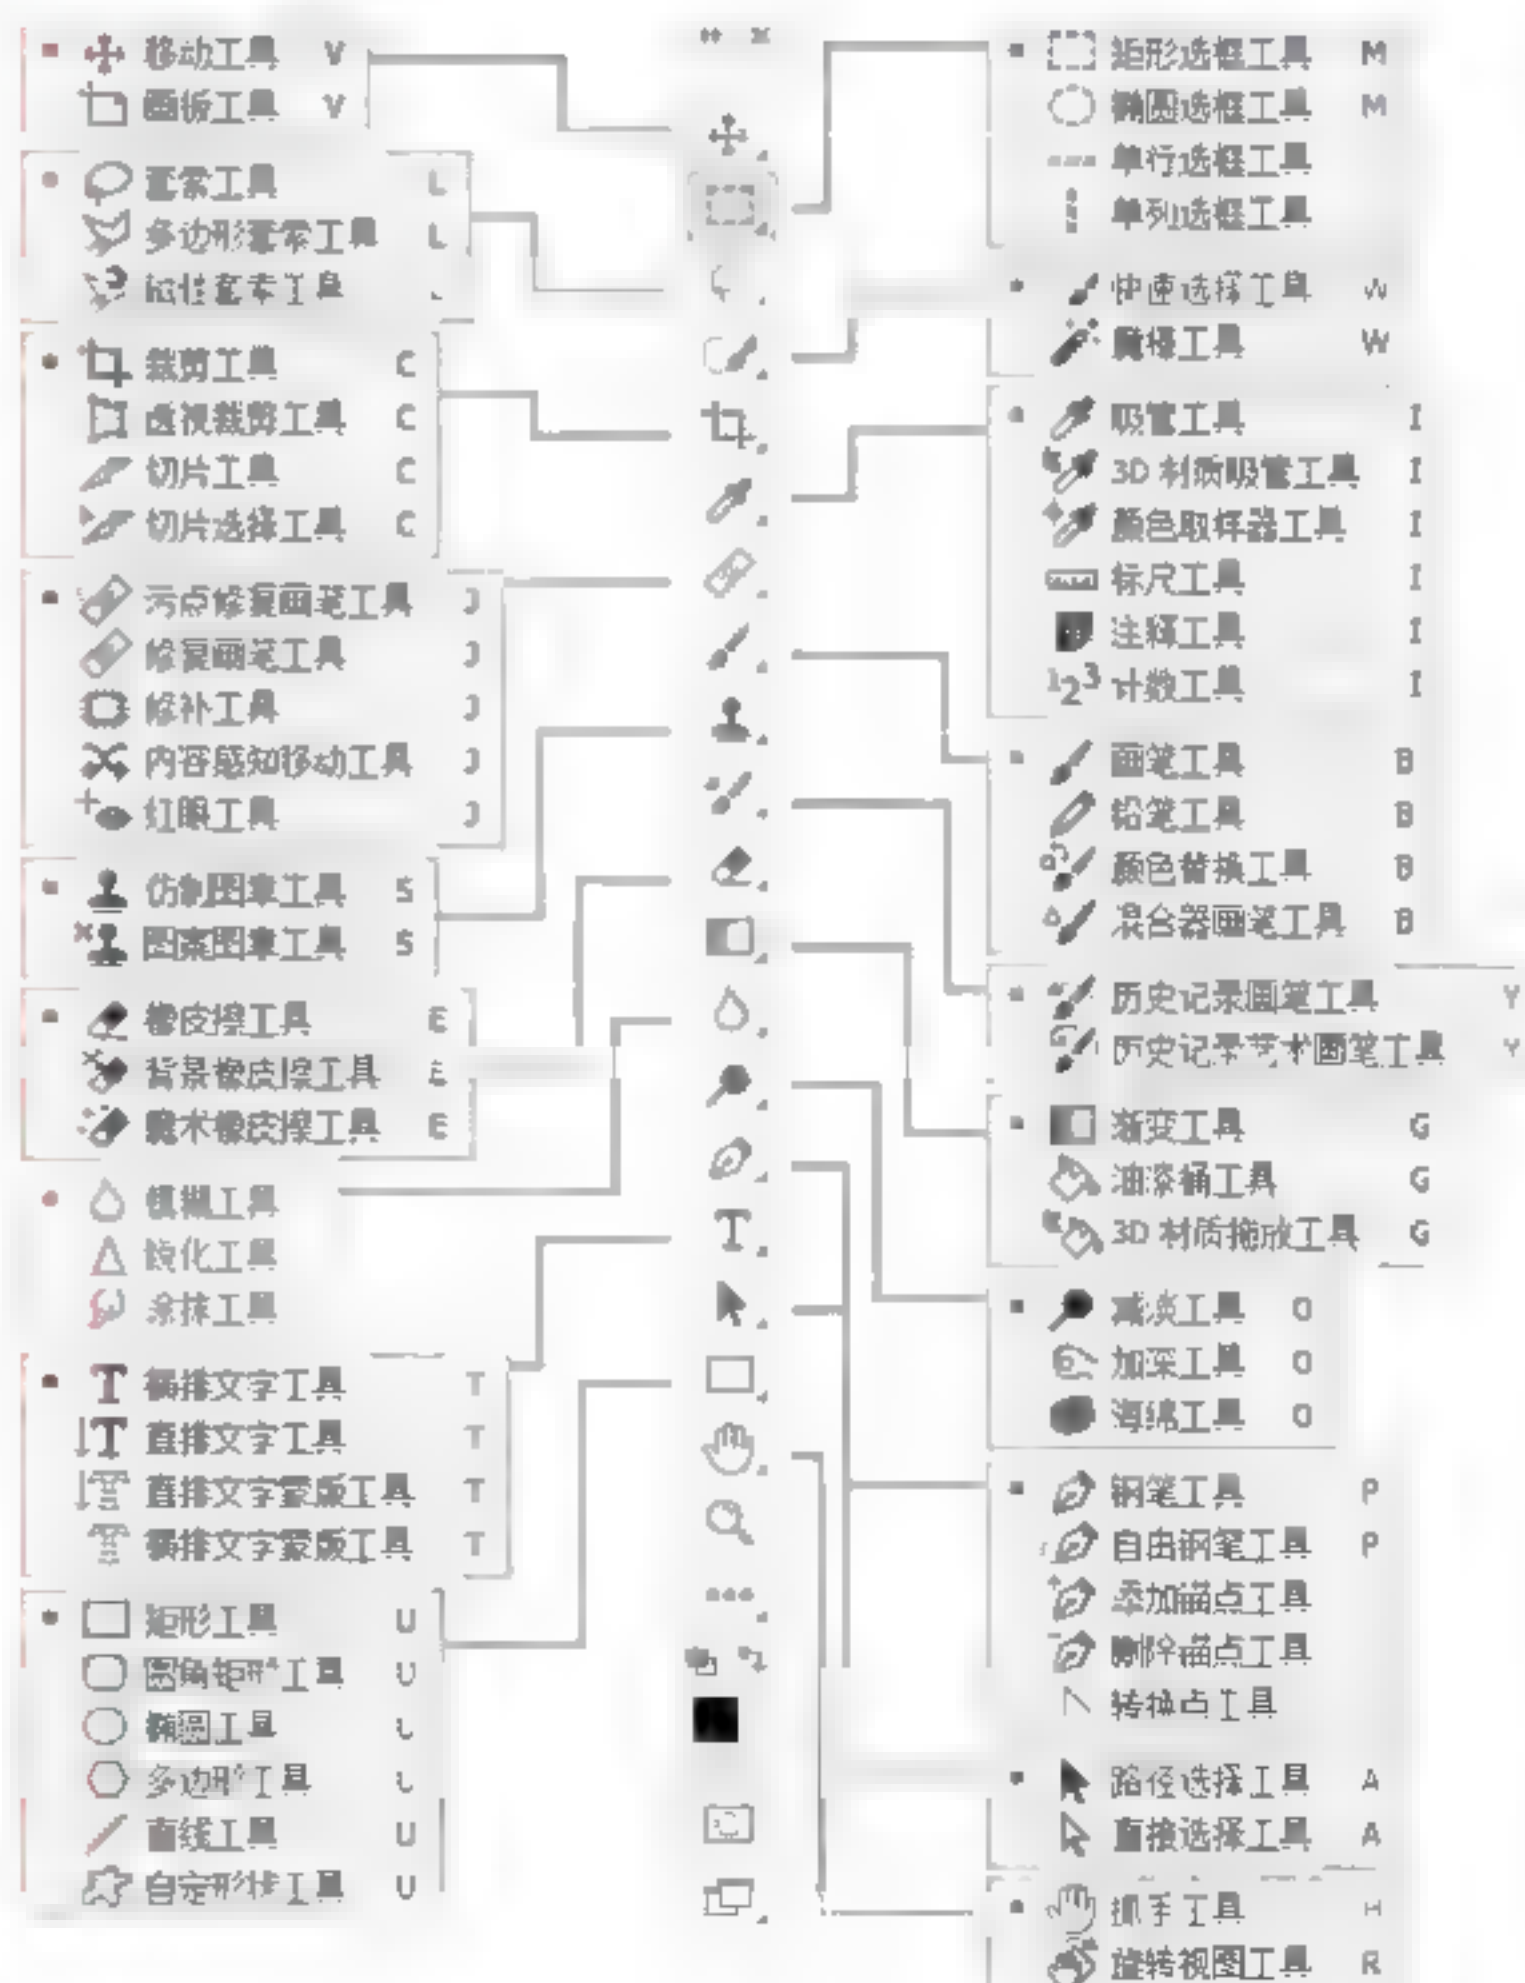 移动工具 V
画板工具 V
套索工具 L
多边形套索工具 L
磁性套索工具
裁剪工具 C
透视裁剪工具 C
切片工具 C
切片选择工具 C
污点修复画笔工具 J
修复画笔工具 J
修补工具 J
内容感知移动工具 J
红眼工具 J
仿制图章工具 S
图案图章工具 S
橡皮擦工具 E
背景橡皮擦工具 E
魔术橡皮擦工具 E
模糊工具
锐化工具
涂抹工具
横排文字工具 T
直排文字工具 T
直排文字蒙版工具 T
横排文字蒙版工具 T
矩形工具 U
圆角矩形工具 U
椭圆工具 U
多边形工具 U
直线工具 U
自定形状工具 U
矩形选框工具 M
椭圆选框工具 M
单行选框工具
单列选框工具
快速选择工具 W
魔棒工具 W
吸管工具 I
3D 材质吸管工具 I
颜色取样器工具 I
标尺工具 I
注释工具 I
计数工具 I
画笔工具 B
铅笔工具 B
颜色替换工具 B
混合器画笔工具 B
历史记录画笔工具 Y
历史记录艺术画笔工具 Y
渐变工具 G
油漆桶工具 G
3D 材质拖放工具 G
减淡工具 O
加深工具 O
海绵工具 O
钢笔工具 P
自由钢笔工具 P
添加锚点工具
删除锚点工具
转换点工具
路径选择工具 A
直接选择工具 A
抓手工具 H
旋转视图工具 R